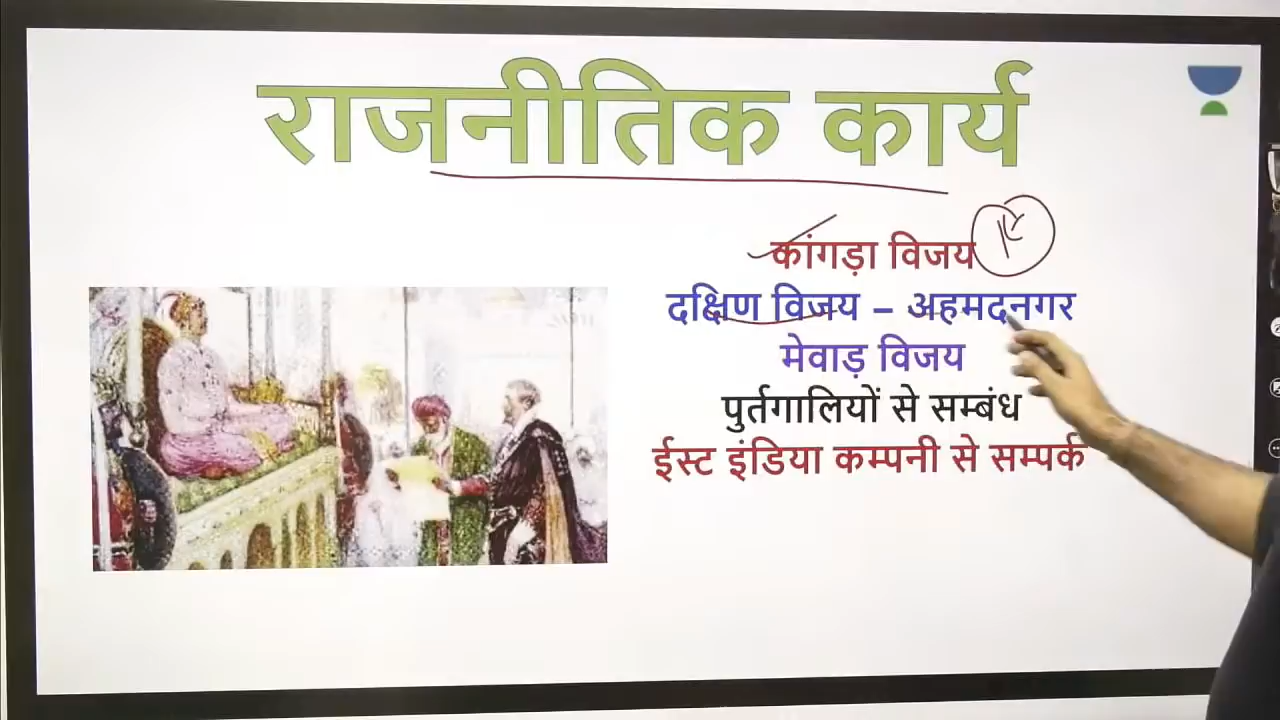 राजनीतिक कार्य
कांगड़ा विजय
दक्षिण विजय – अहमदनगर
मेवाड़ विजय
पुर्तगालियों से सम्बंध
ईस्ट इंडिया कम्पनी से सम्पर्क